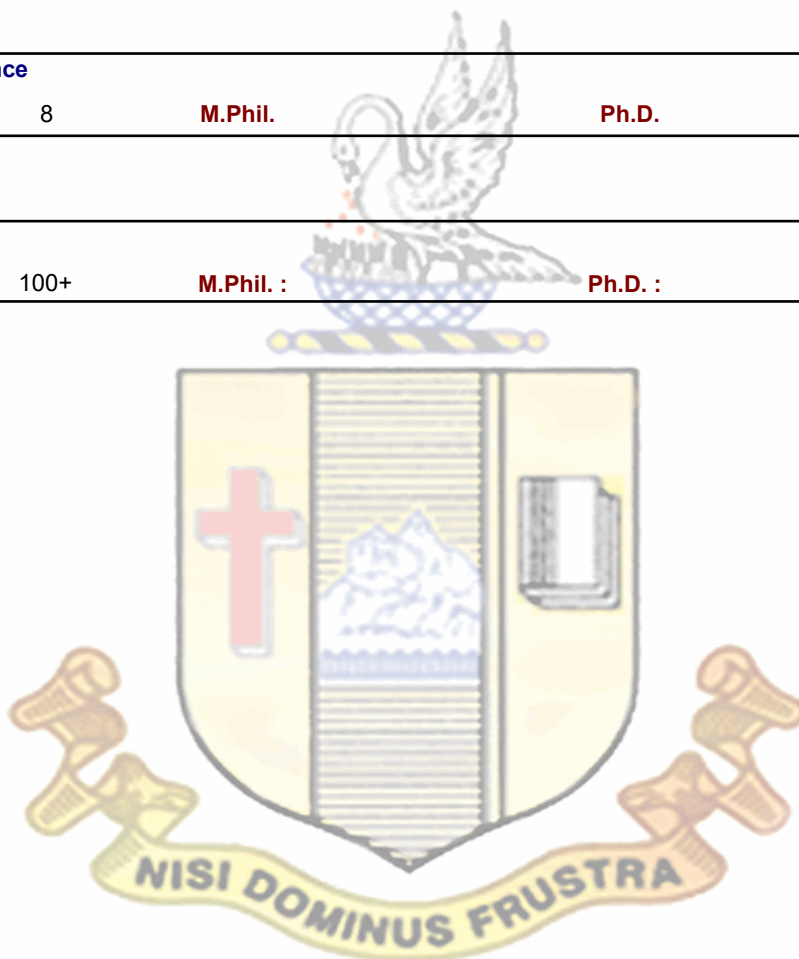 nce
8 M.Phil. Ph.D.
100+ M.Phil. : Ph.D. :
NISI DOMINUS FRUSTRA